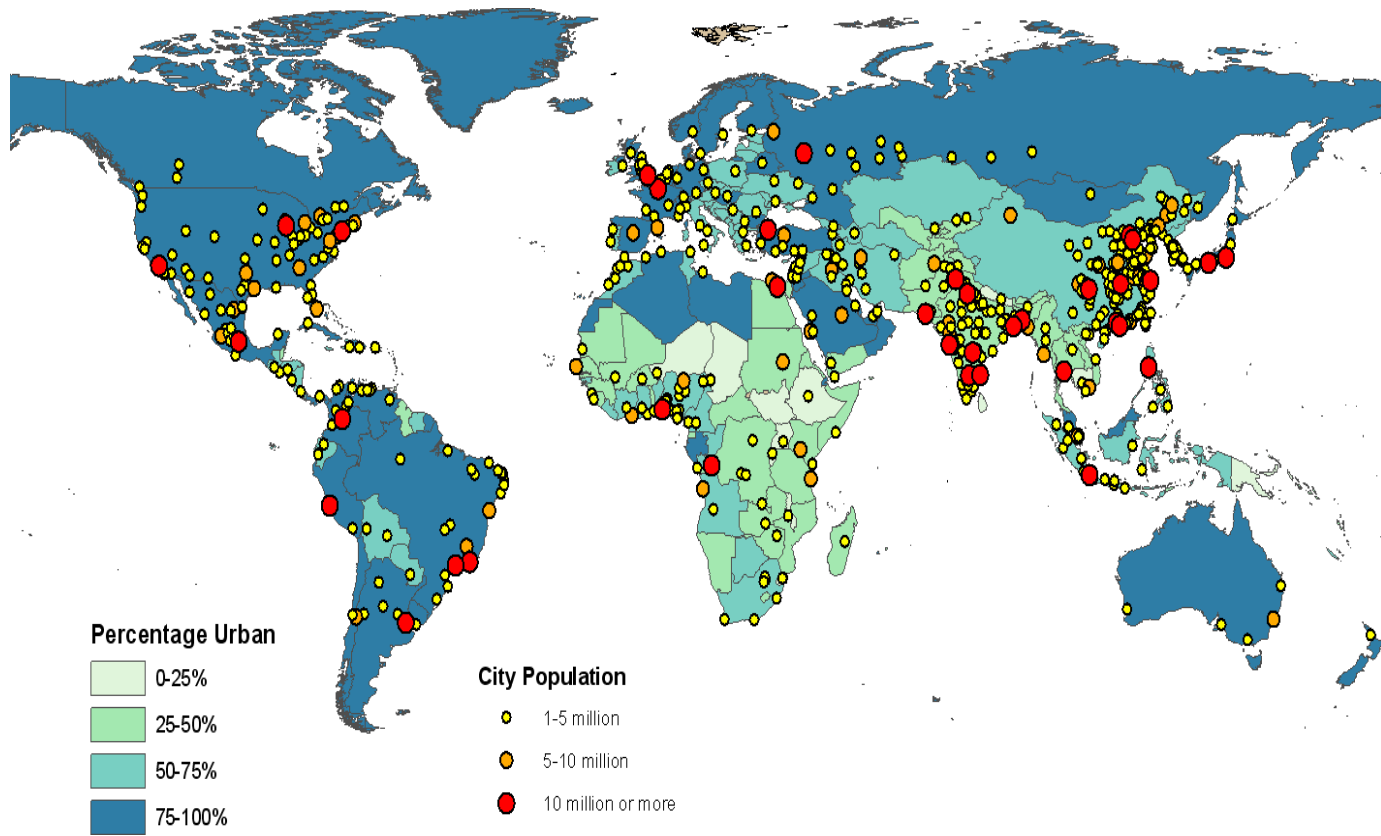 Percentage Urban
0-25%
25-50%
50-75%
75-100%
City Population
1-5 million
5-10 million
10 million or more